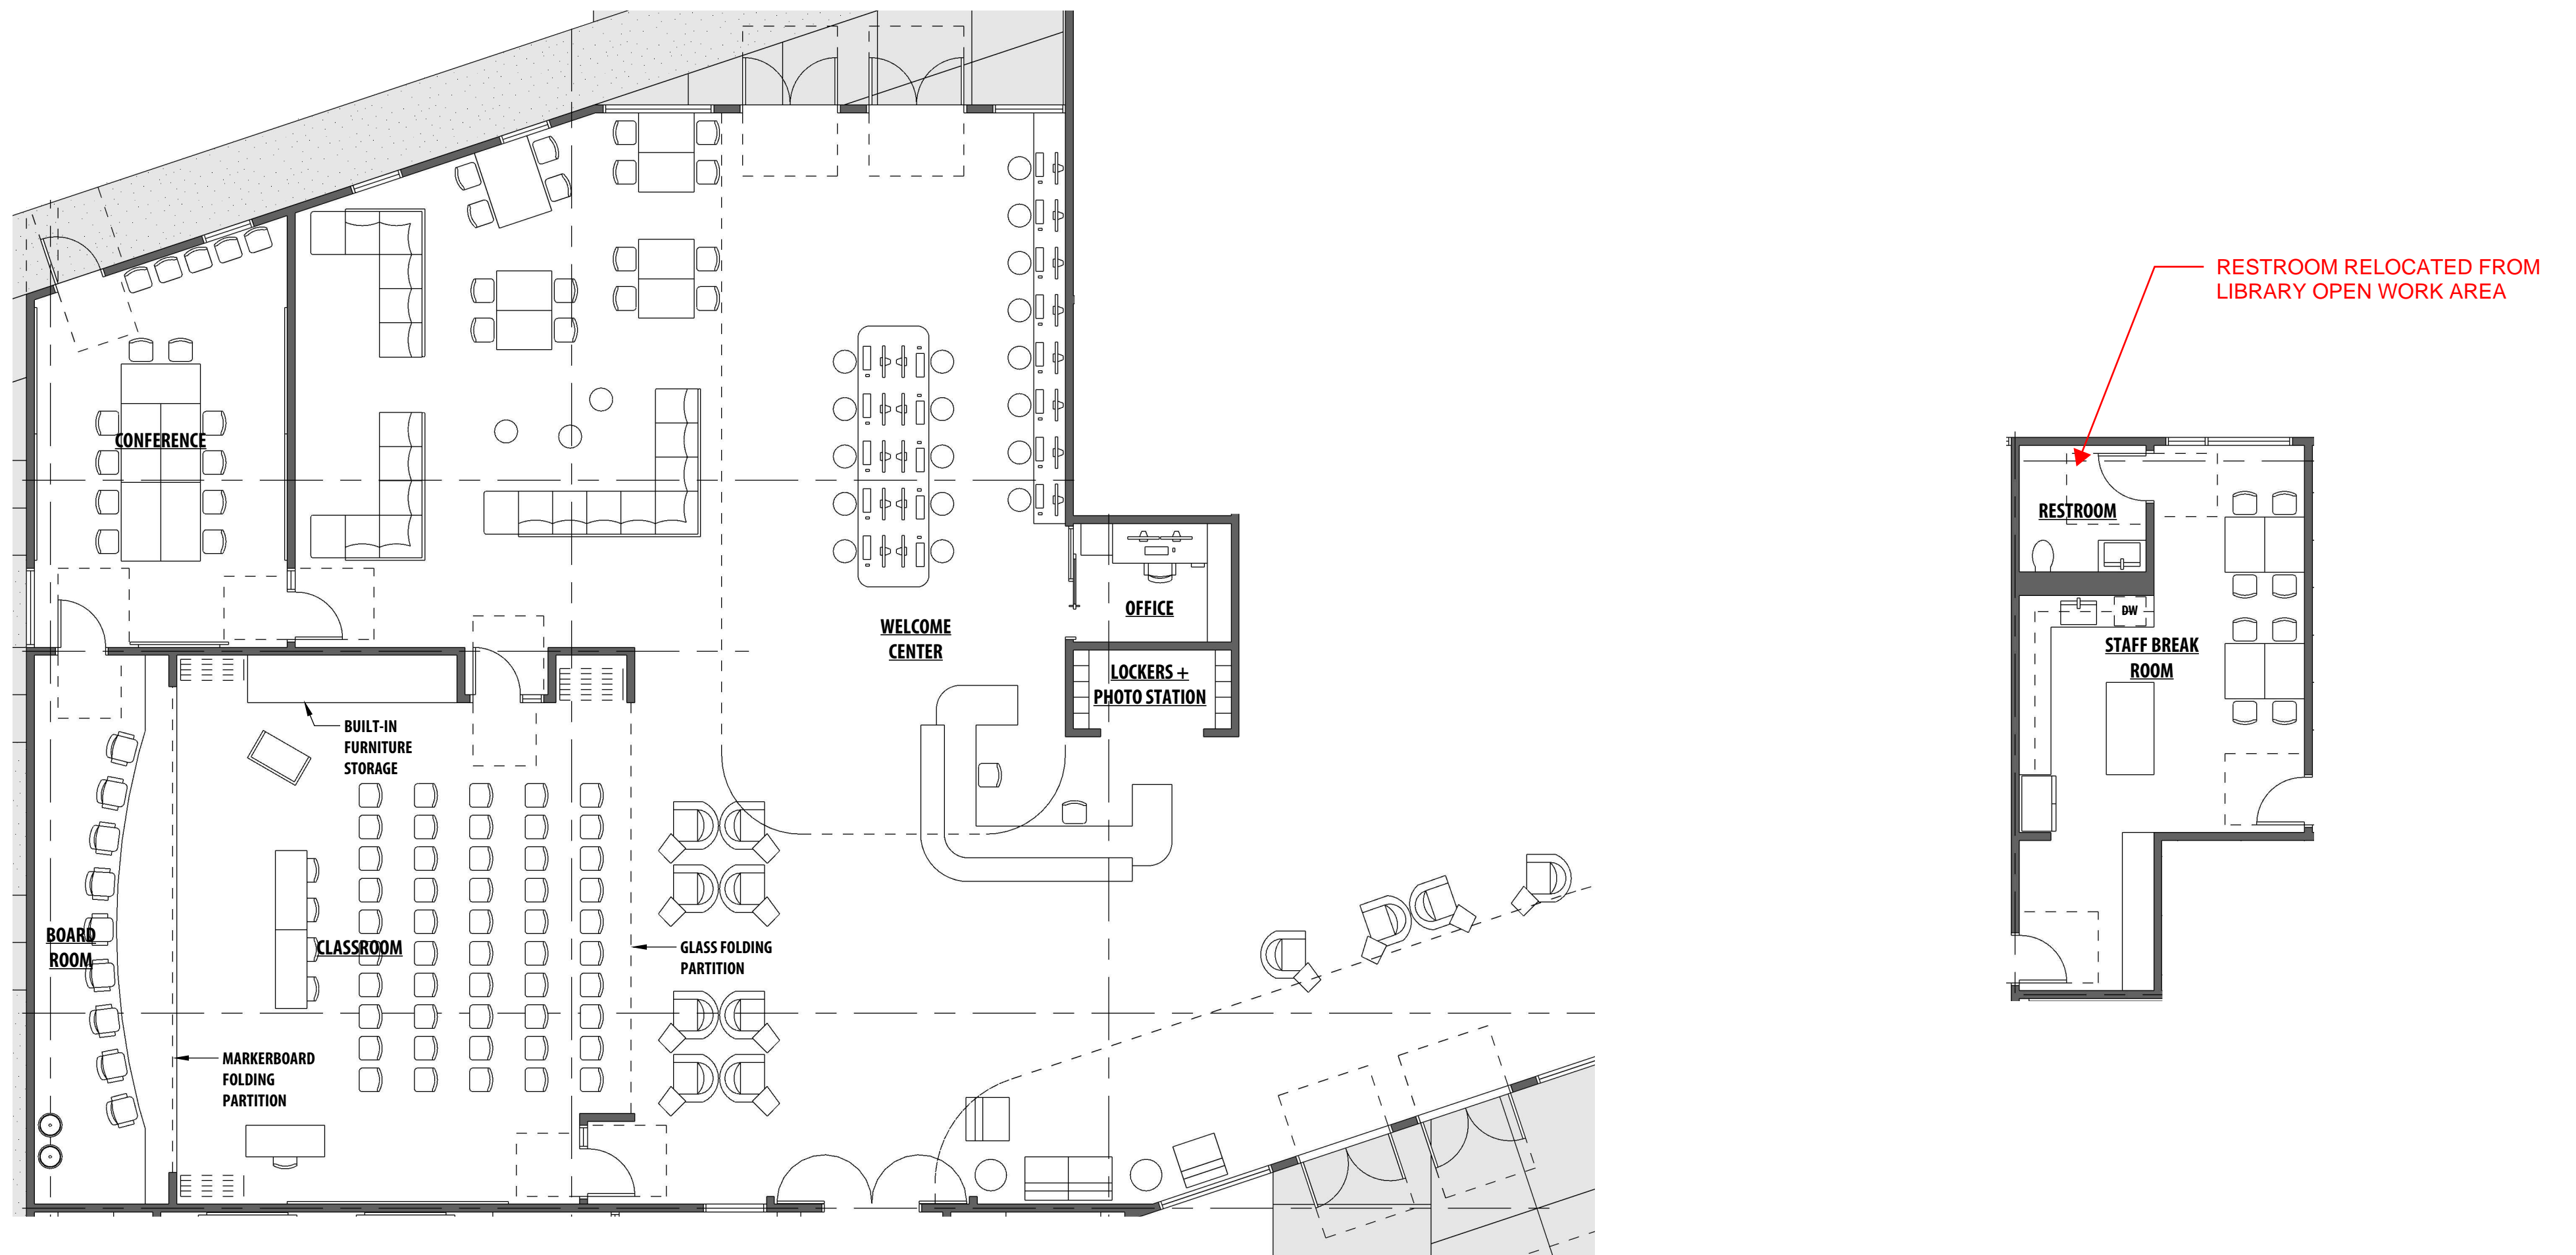 RESTROOM RELOCATED FROM
LIBRARY OPEN WORK AREA
CONFERENCE
RESTROOM
OFFICE
DW
WELCOME
CENTER
STAFF BREAK
ROOM
LOCKERS +
PHOTO STATION
BUILT-IN
FURNITURE
STORAGE
BOARD
ROOM
CLASSROOM
GLASS FOLDING
PARTITION
MARKERBOARD
FOLDING
PARTITION